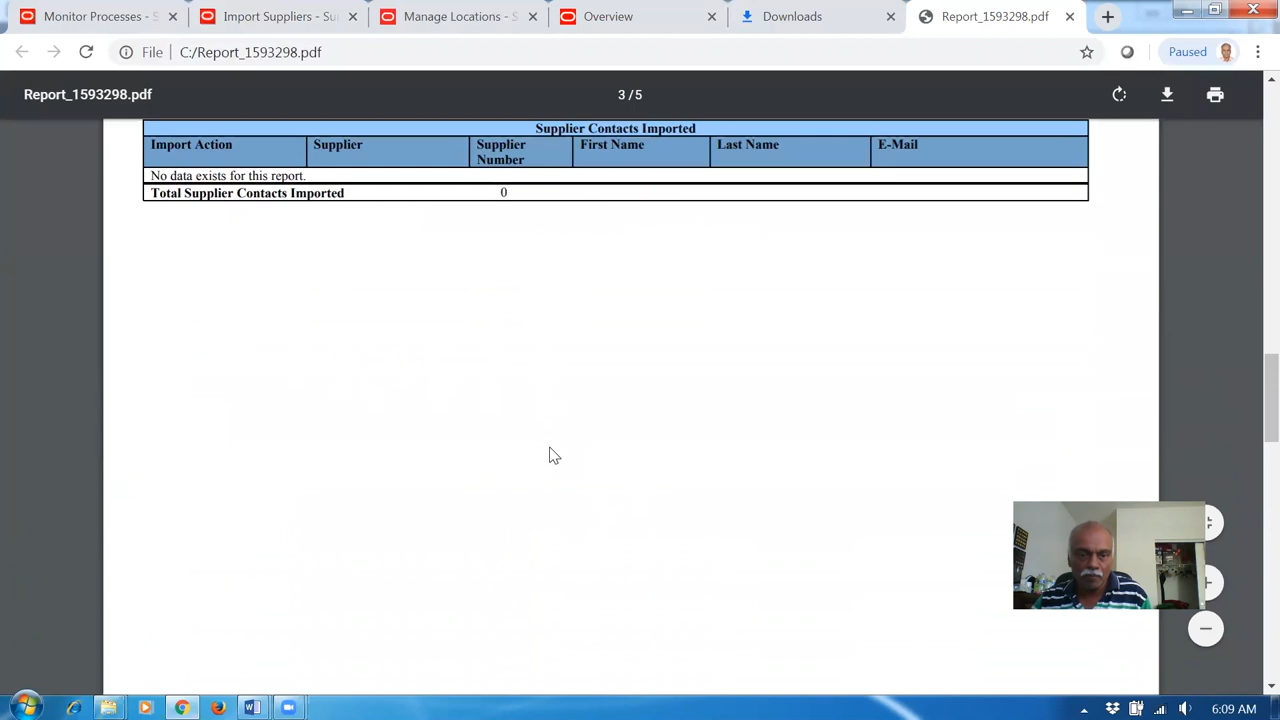 Monitor Processes - S
Import Suppliers - Su
Manage Locations - S
Overview
Downloads
Report_1593298.pdf
File
C:/Report_1593298.pdf
Paused
Report_1593298.pdf
3 / 5
Supplier Contacts Imported
Import Action
Supplier
Supplier
Number
First Name
Last Name
E-Mail
No data exists for this report.
Total Supplier Contacts Imported
0
6:09 AM